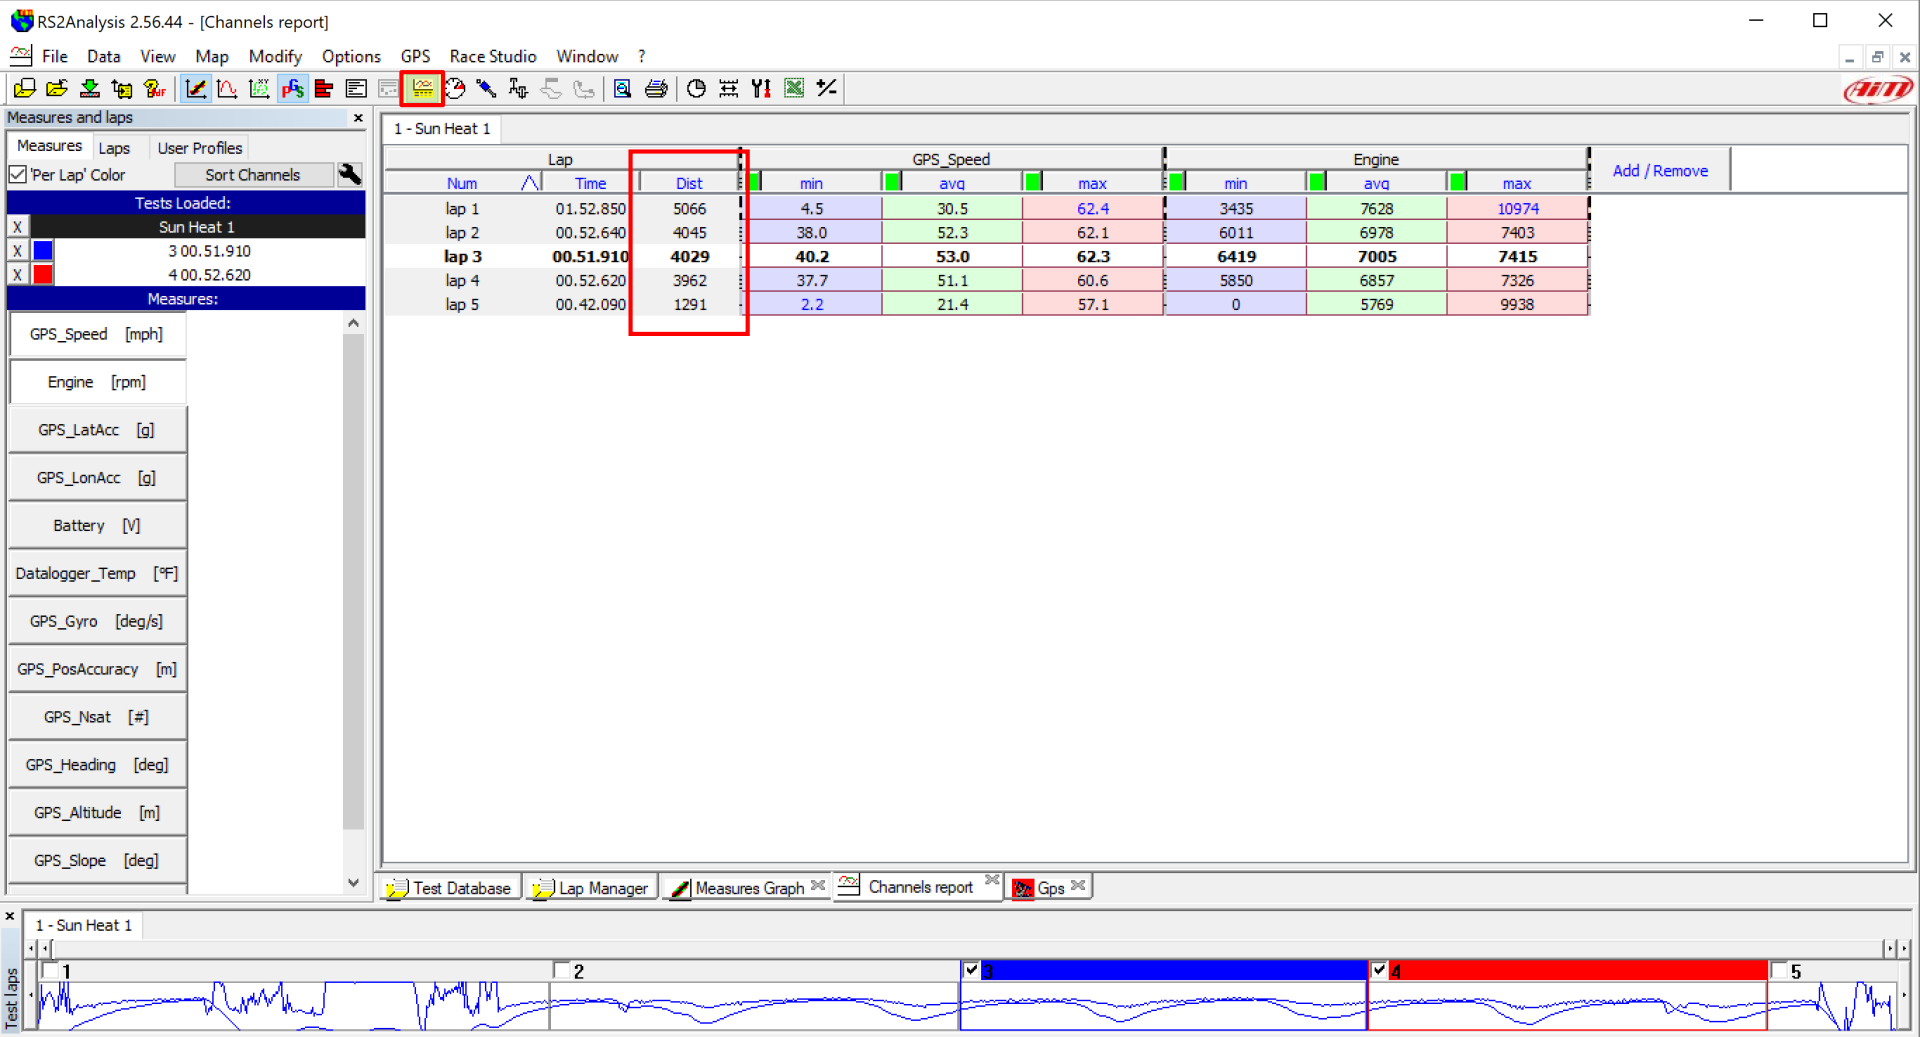 RS2Analysis 2.56.44 - [Channels report]
File Data View Map Modify Options GPS Race Studio Window ?
AiM
Measures and laps
Measures Laps User Profiles
'Per Lap' Color Sort Channels
Tests Loaded:
X Sun Heat 1
X 3 00.51.910
X 4 00.52.620
Measures:
GPS_Speed [mph]
Engine [rpm]
GPS_LatAcc [g]
GPS_LonAcc [g]
Battery [V]
Datalogger_Temp [°F]
GPS_Gyro [deg/s]
GPS_PosAccuracy [m]
GPS_Nsat [#]
GPS_Heading [deg]
GPS_Altitude [m]
GPS_Slope [deg]
1 - Sun Heat 1
Lap GPS_Speed Engine Add / Remove
Num Time Dist min avg max min avg max
lap 1 01.52.850 5066 4.5 30.5 62.4 3435 7628 10974
lap 2 00.52.640 4045 38.0 52.3 62.1 6011 6978 7403
lap 3 00.51.910 4029 40.2 53.0 62.3 6419 7005 7415
lap 4 00.52.620 3962 37.7 51.1 60.6 5850 6857 7326
lap 5 00.42.090 1291 2.2 21.4 57.1 0 5769 9938
Test Database Lap Manager Measures Graph Channels report Gps
1 - Sun Heat 1
Test laps
1 2 3 4 5